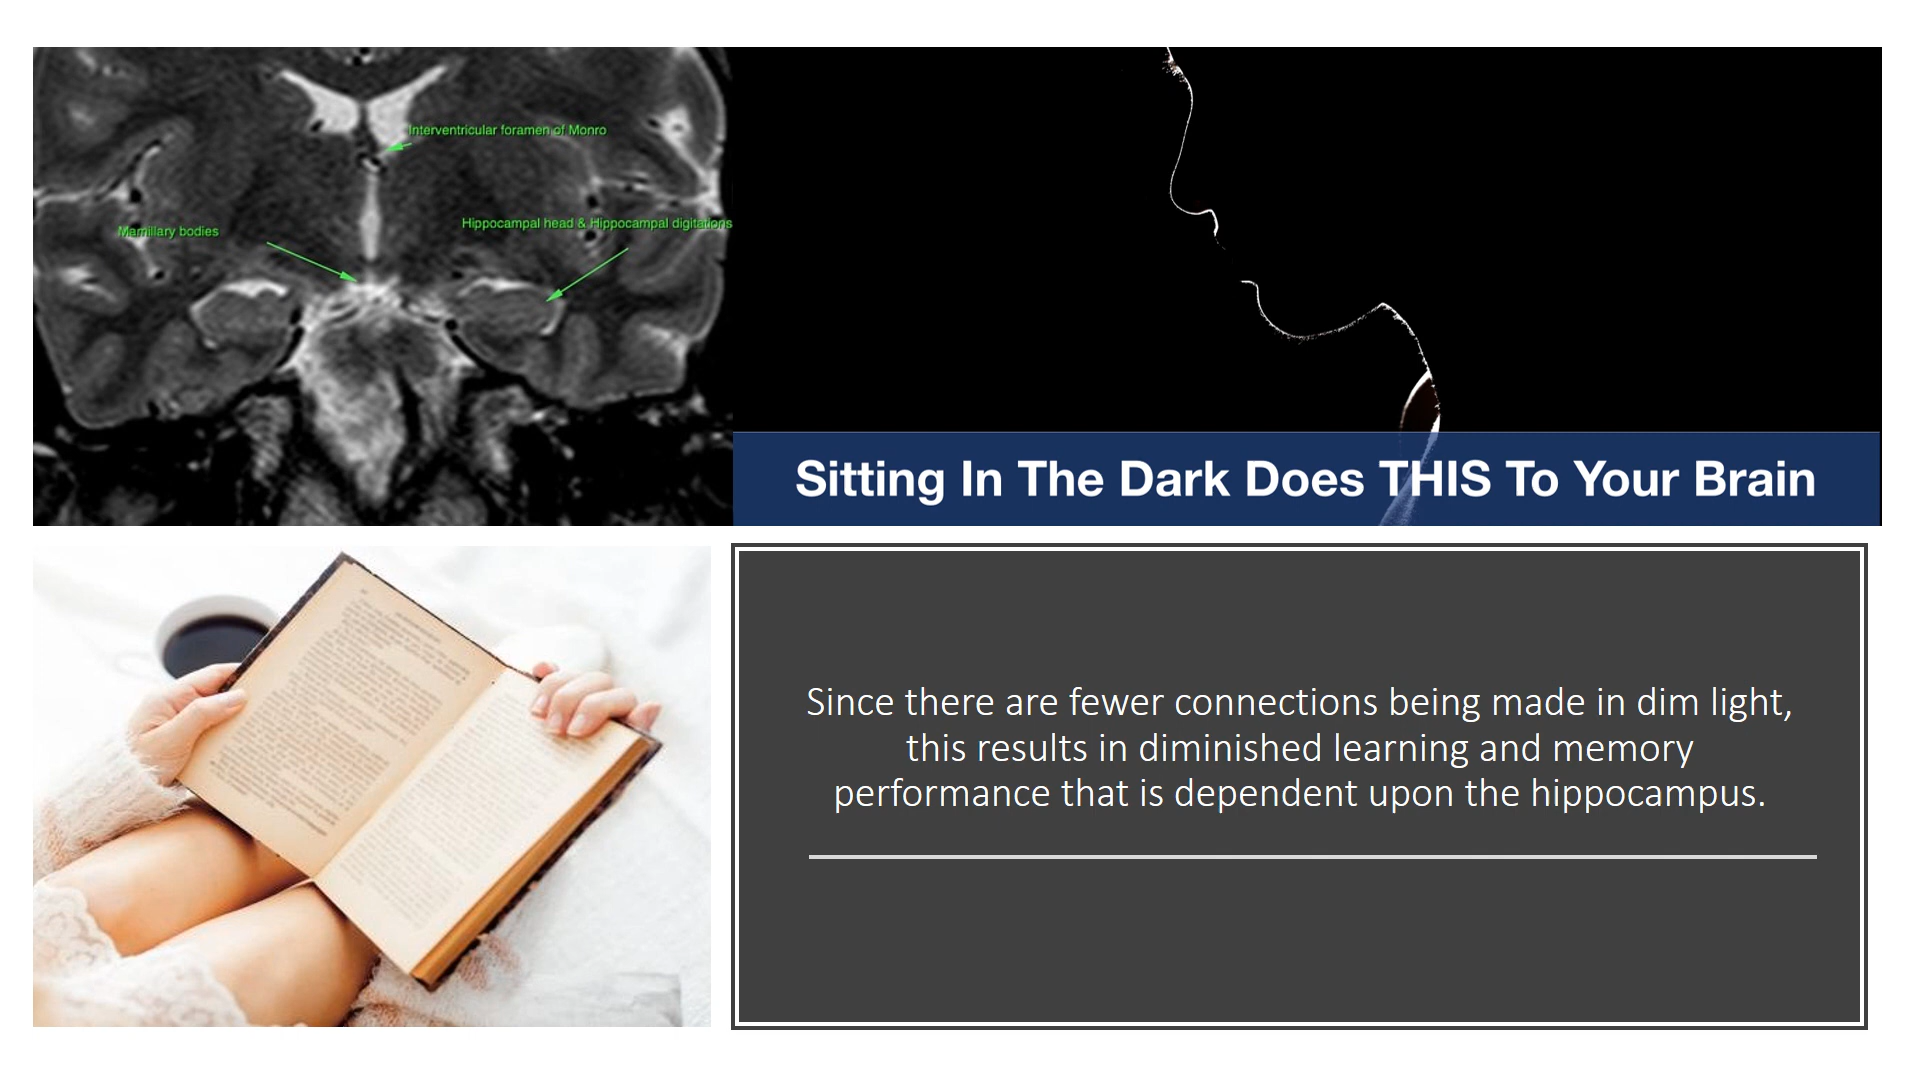 Interventricular foramen of Monro
Mamillary bodies
Hippocampal head & Hippocampal digitations
Sitting In The Dark Does THIS To Your Brain
Since there are fewer connections being made in dim light,
this results in diminished learning and memory
performance that is dependent upon the hippocampus.